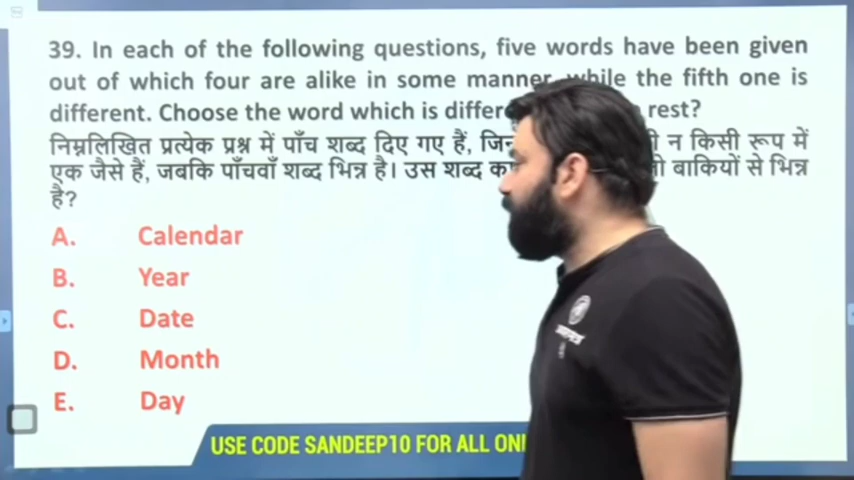 39. In each of the following questions, five words have been given
out of which four are alike in some manner, while the fifth one is
different. Choose the word which is differ rest?
निम्नलिखित प्रत्येक प्रश्न में पाँच शब्द दिए गए हैं, न किसी रूप में
एक जैसे हैं, जबकि पाँचवाँ शब्द भिन्न है। उस शब्द बाकियों से भिन्न
है?
A. Calendar
B. Year
C. Date
D. Month
E. Day
USE CODE SANDEEP10 FOR ALL